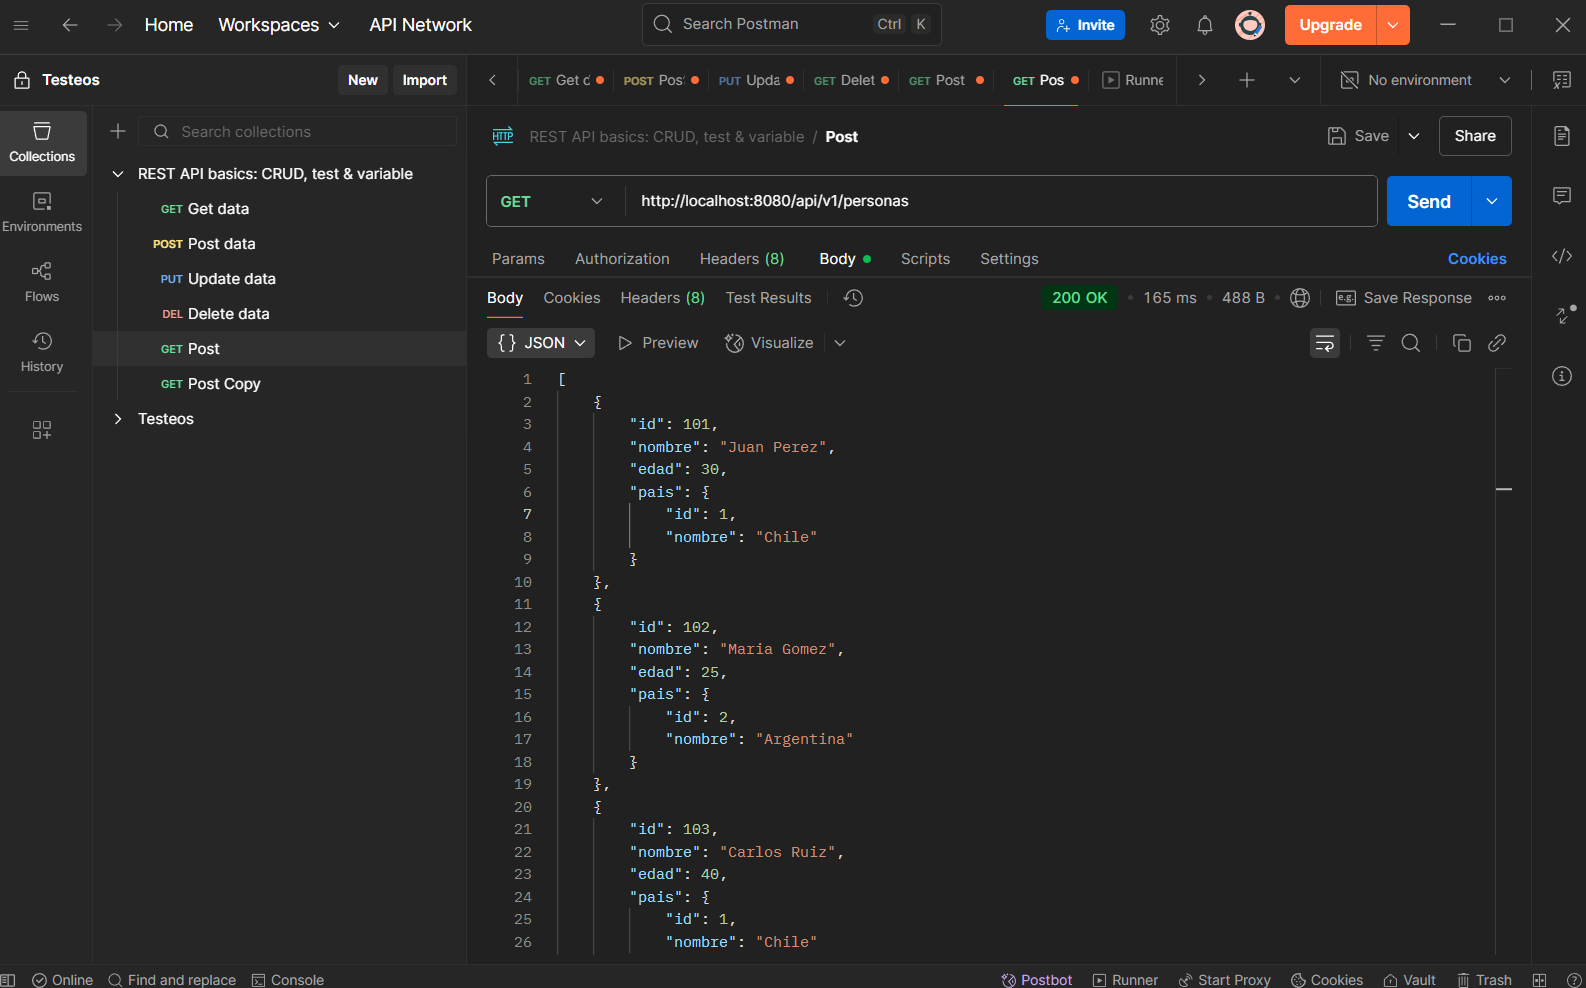 Home
Workspaces
API Network
Search Postman
Ctrl K
Invite
Upgrade
Testeos
New
Import
GET Get d
POST Pos
PUT Upda
GET Delet
GET Post
GET Pos
Runne
No environment
Collections
Environments
Flows
History
Search collections
REST API basics: CRUD, test & variable
GET Get data
POST Post data
PUT Update data
DEL Delete data
GET Post
GET Post Copy
Testeos
HTTP REST API basics: CRUD, test & variable / Post
Save
Share
GET
http://localhost:8080/api/v1/personas
Send
Params
Authorization
Headers (8)
Body
Scripts
Settings
Cookies
Body
Cookies
Headers (8)
Test Results
200 OK • 165 ms • 488 B •
e.g. Save Response
{} JSON
Preview
Visualize
1 [
2 {
3 "id": 101,
4 "nombre": "Juan Perez",
5 "edad": 30,
6 "pais": {
7 "id": 1,
8 "nombre": "Chile"
9 }
10 },
11 {
12 "id": 102,
13 "nombre": "Maria Gomez",
14 "edad": 25,
15 "pais": {
16 "id": 2,
17 "nombre": "Argentina"
18 }
19 },
20 {
21 "id": 103,
22 "nombre": "Carlos Ruiz",
23 "edad": 40,
24 "pais": {
25 "id": 1,
26 "nombre": "Chile"
Online
Find and replace
Console
Postbot
Runner
Start Proxy
Cookies
Vault
Trash